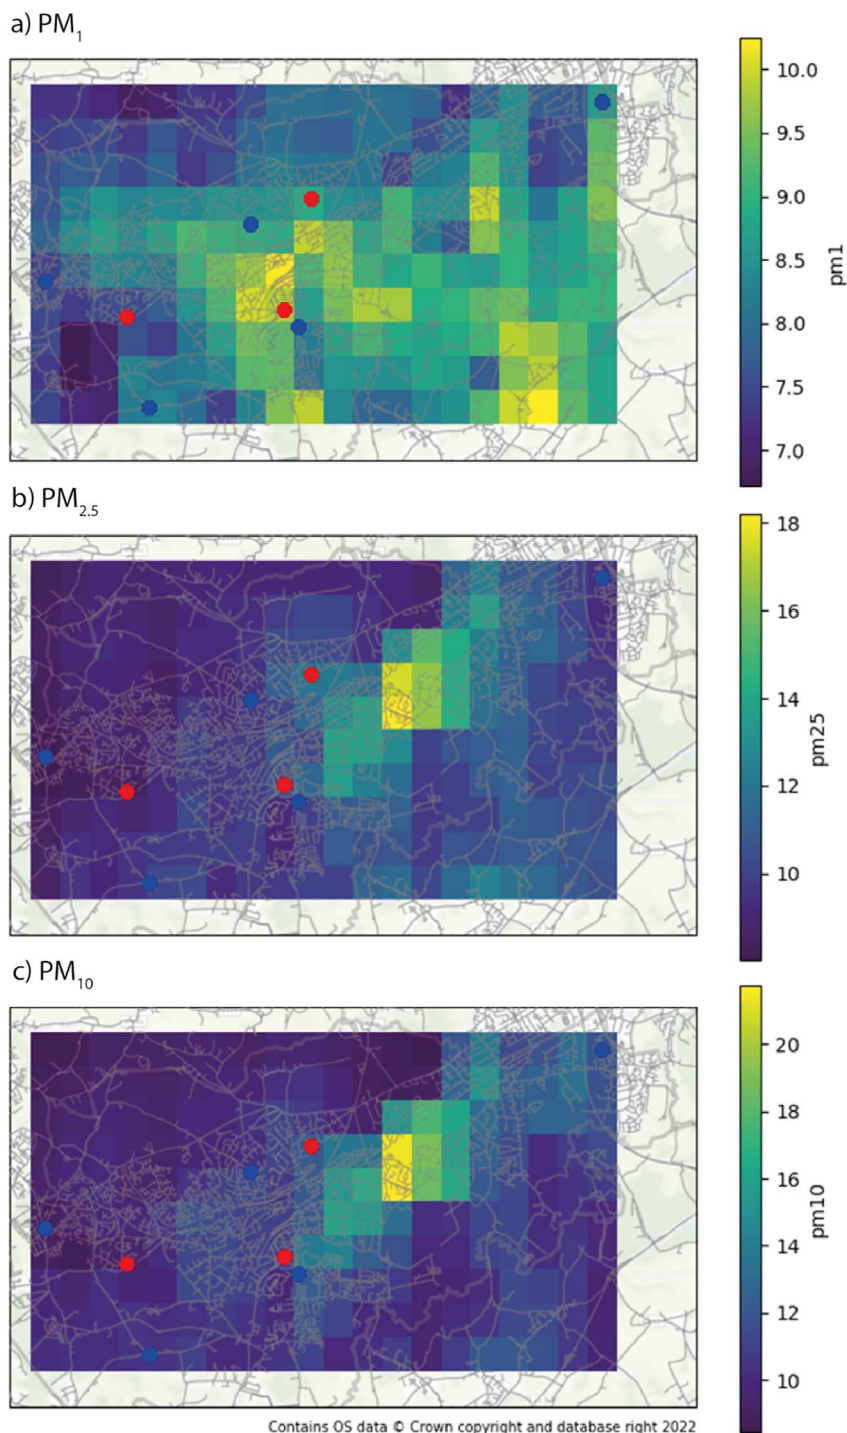 a) PM₁
10.0
9.5
9.0
8.5
8.0
7.5
7.0
pm1
b) PM₂.₅
18
16
14
12
10
pm25
c) PM₁₀
20
18
16
14
12
10
pm10
Contains OS data © Crown copyright and database right 2022